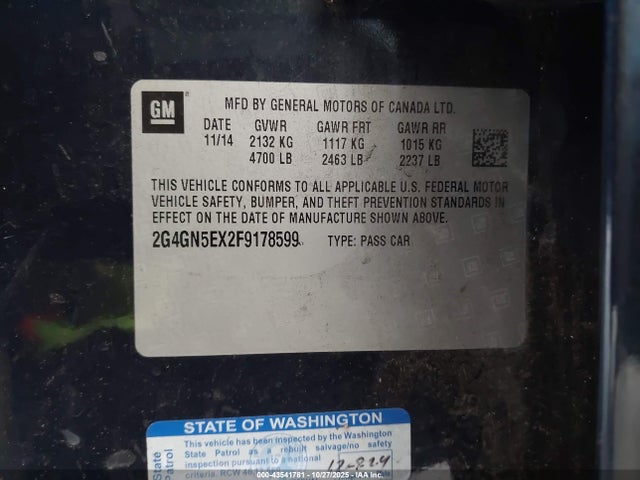 GM
MFD BY GENERAL MOTORS OF CANADA LTD.
DATE GVWR GAWR FRT GAWR RR
11/14 2132 KG 1117 KG 1015 KG
4700 LB 2463 LB 2237 LB
THIS VEHICLE CONFORMS TO ALL APPLICABLE U.S. FEDERAL MOTOR
VEHICLE SAFETY, BUMPER, AND THEFT PREVENTION STANDARDS IN
EFFECT ON THE DATE OF MANUFACTURE SHOWN ABOVE.
2G4GN5EX2F9178599 TYPE: PASS CAR
STATE OF WASHINGTON
This vehicle has been inspected by the Washington
State Patrol as a rebuilt salvage/no safety
inspection pursuant to a national
criteria. RCW 46
State
Patrol
000-43541781 - 10/27/2025 - IAA Inc.